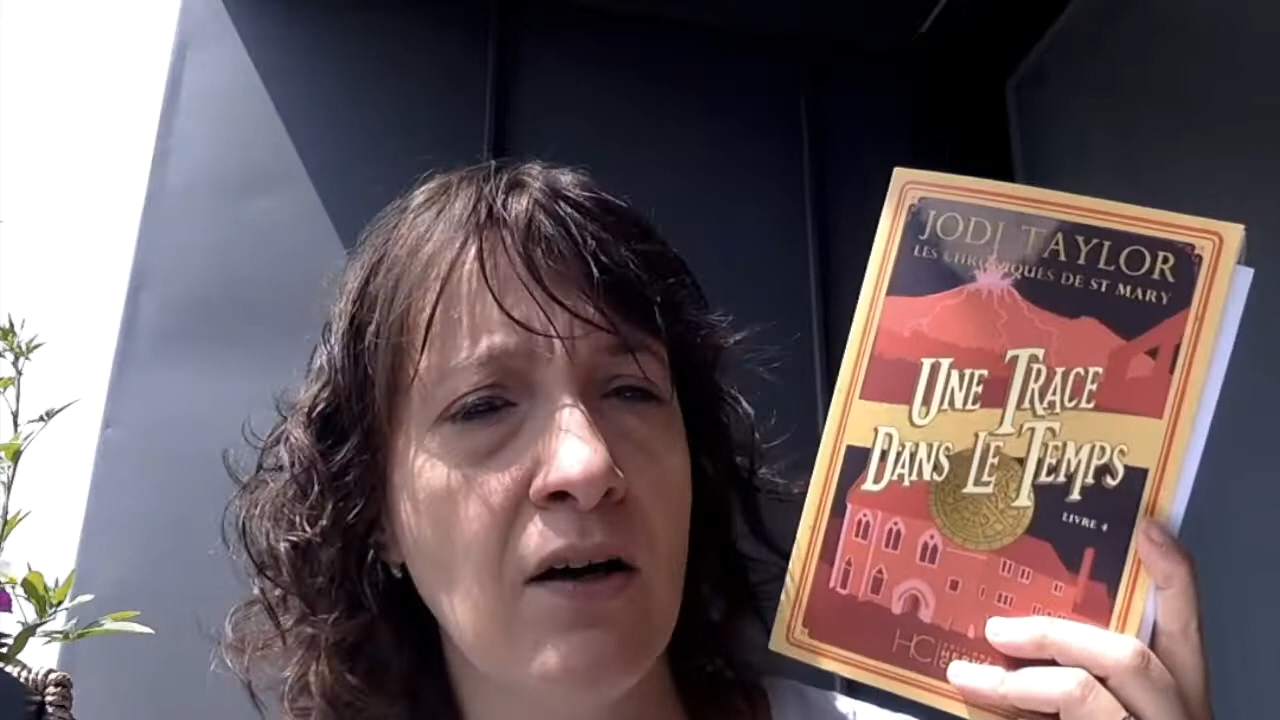 JODI TAYLOR
LES CHRONIQUES DE ST MARY
UNE TRACE
DANS LE TEMPS
LIVRE 4
HC